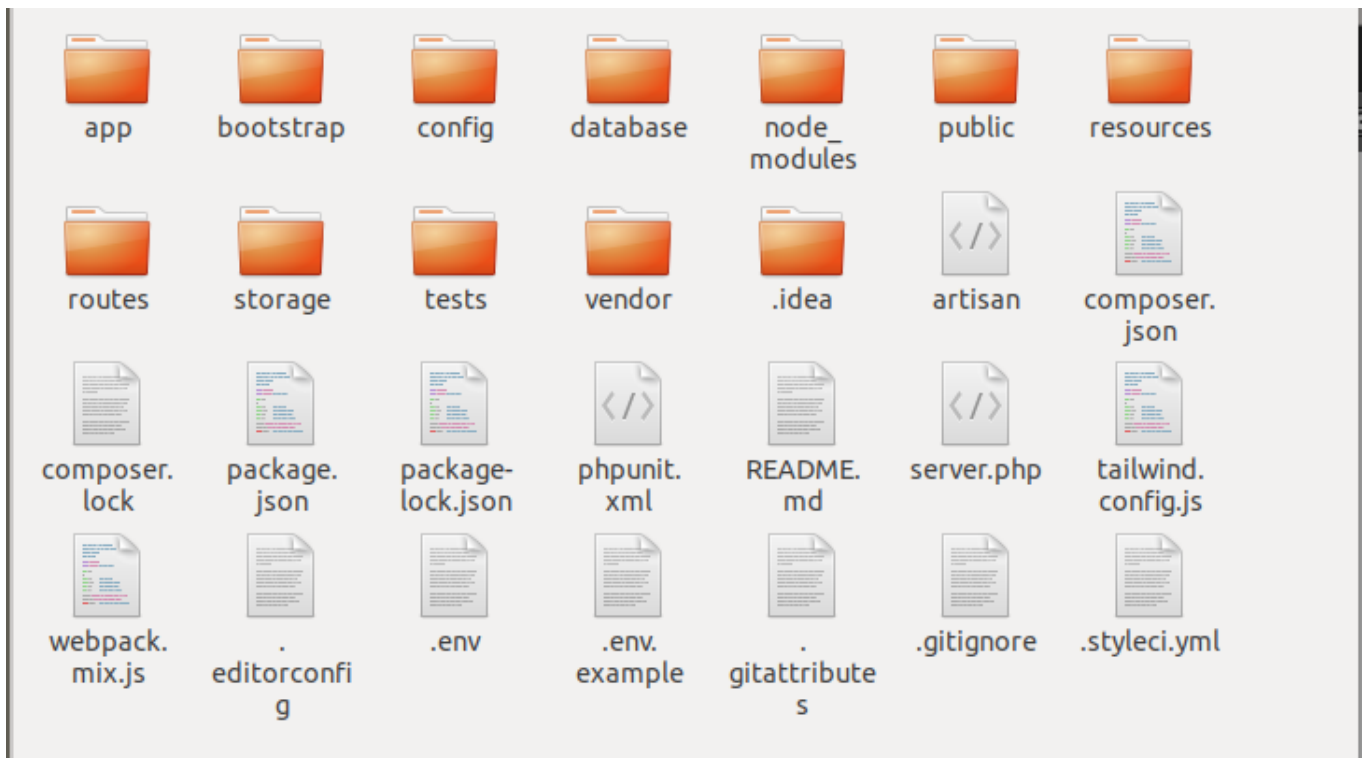 app bootstrap config database node_ public resources
modules
routes storage tests vendor .idea artisan composer.
json
composer. package. package- phpunit. README. server.php tailwind.
lock json lock.json xml md config.js
webpack. . .env .env. . .gitignore .styleci.yml
mix.js editorconfi example gitattribute
g s